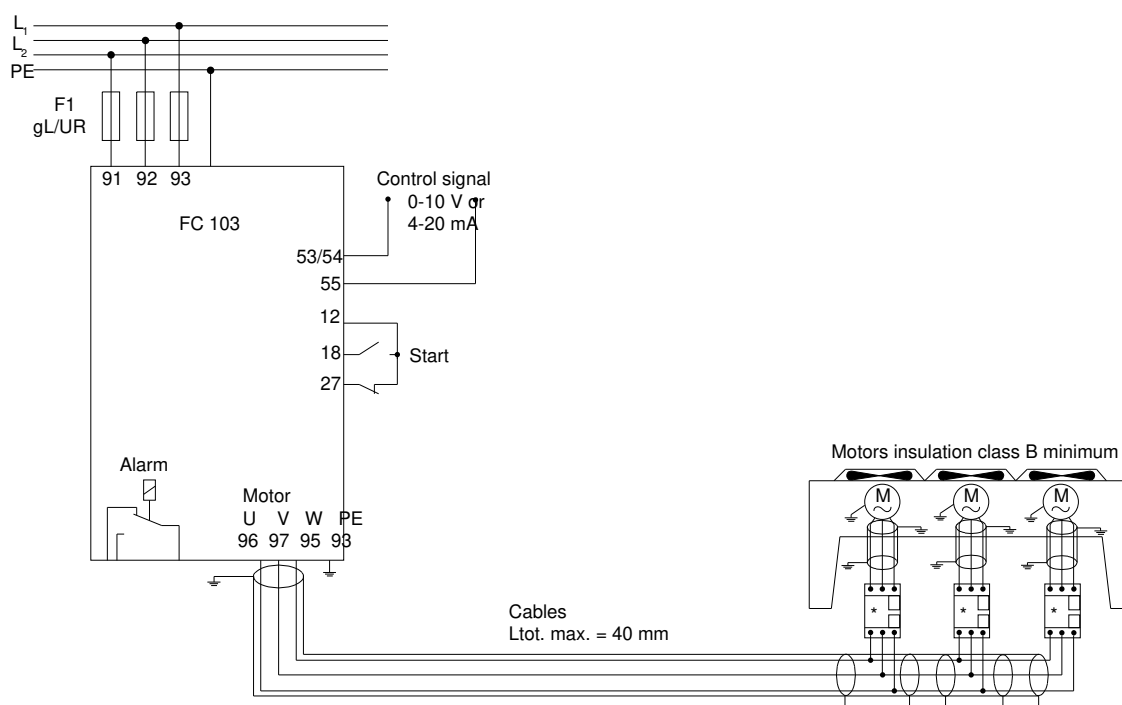 L1
L2
PE
F1
gL/UR
91 92 93
FC 103
Control signal
0-10 V or
4-20 mA
53/54
55
12
18
Start
27
Alarm
Motor
U V W PE
96 97 95 93
Motors insulation class B minimum
M M M
* * *
Cables
Ltot. max. = 40 mm